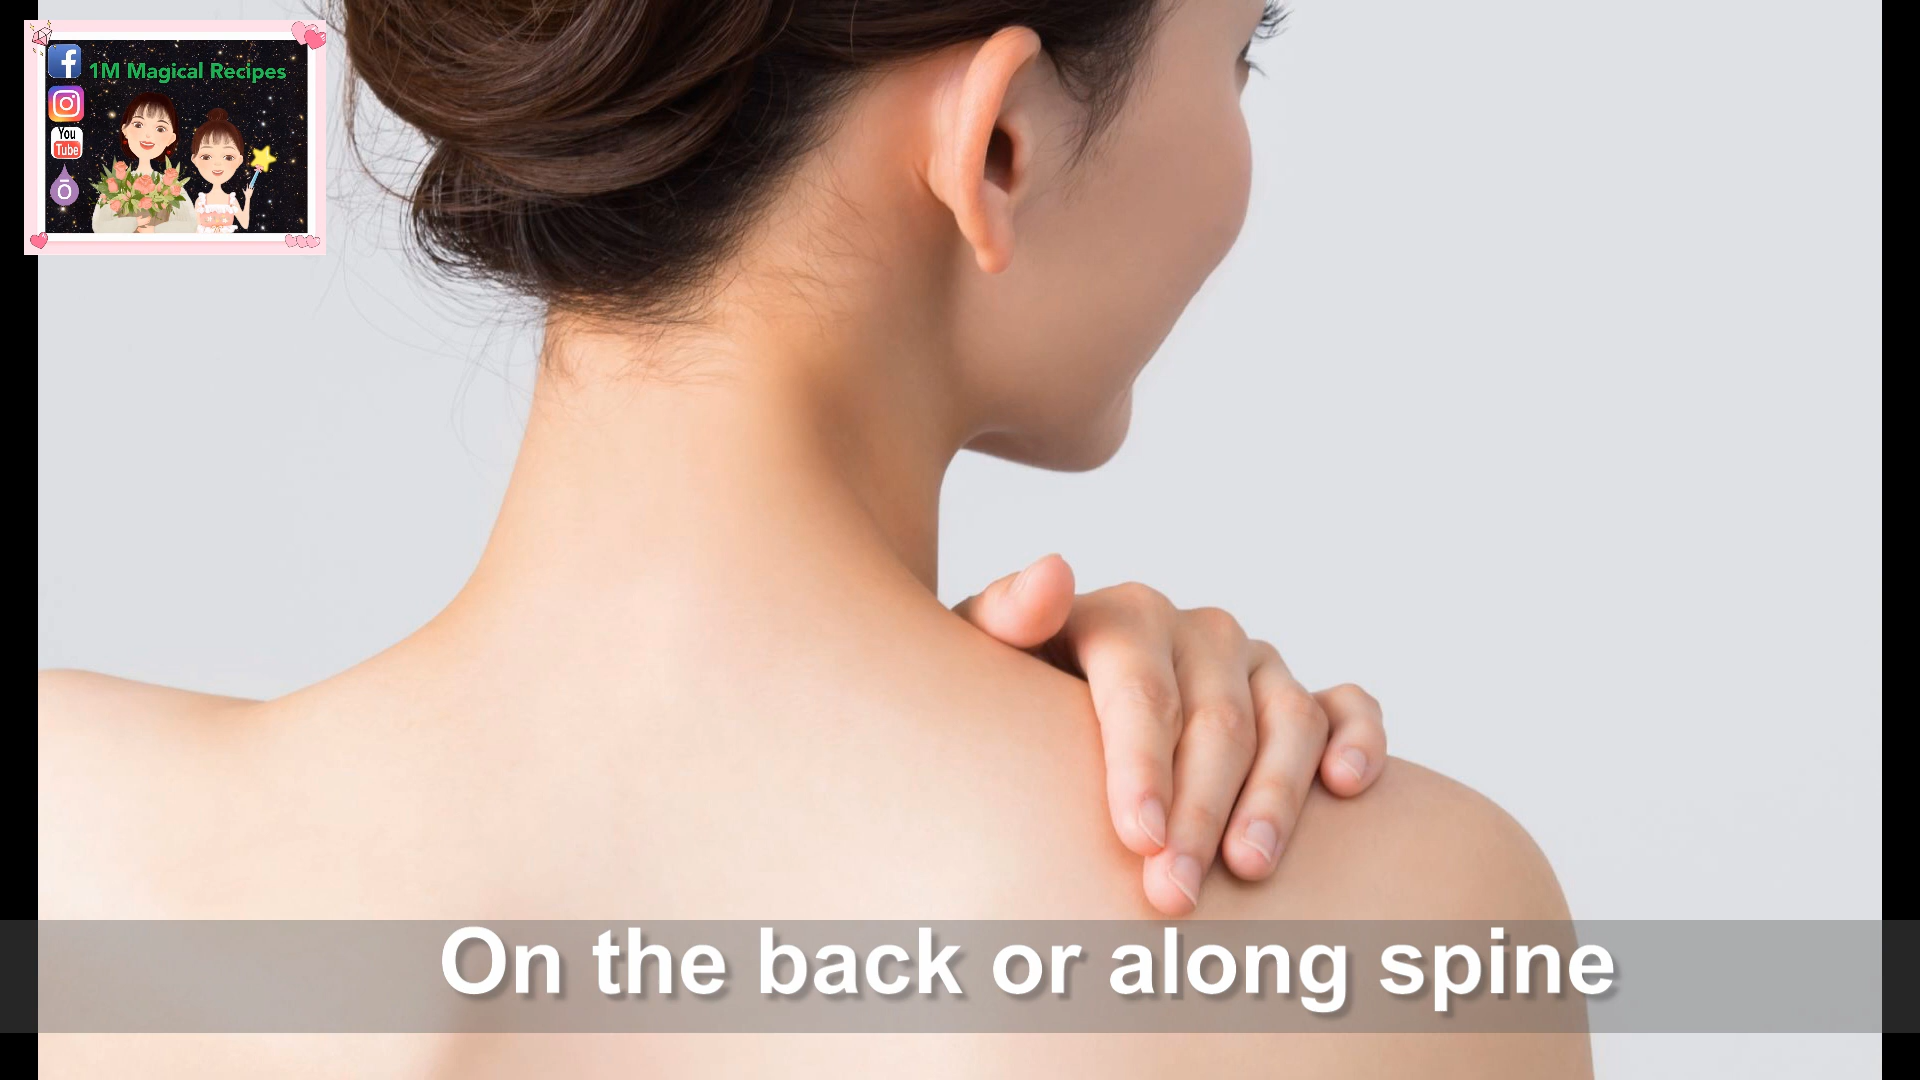 1M Magical Recipes
You
Tube
ō
On the back or along spine